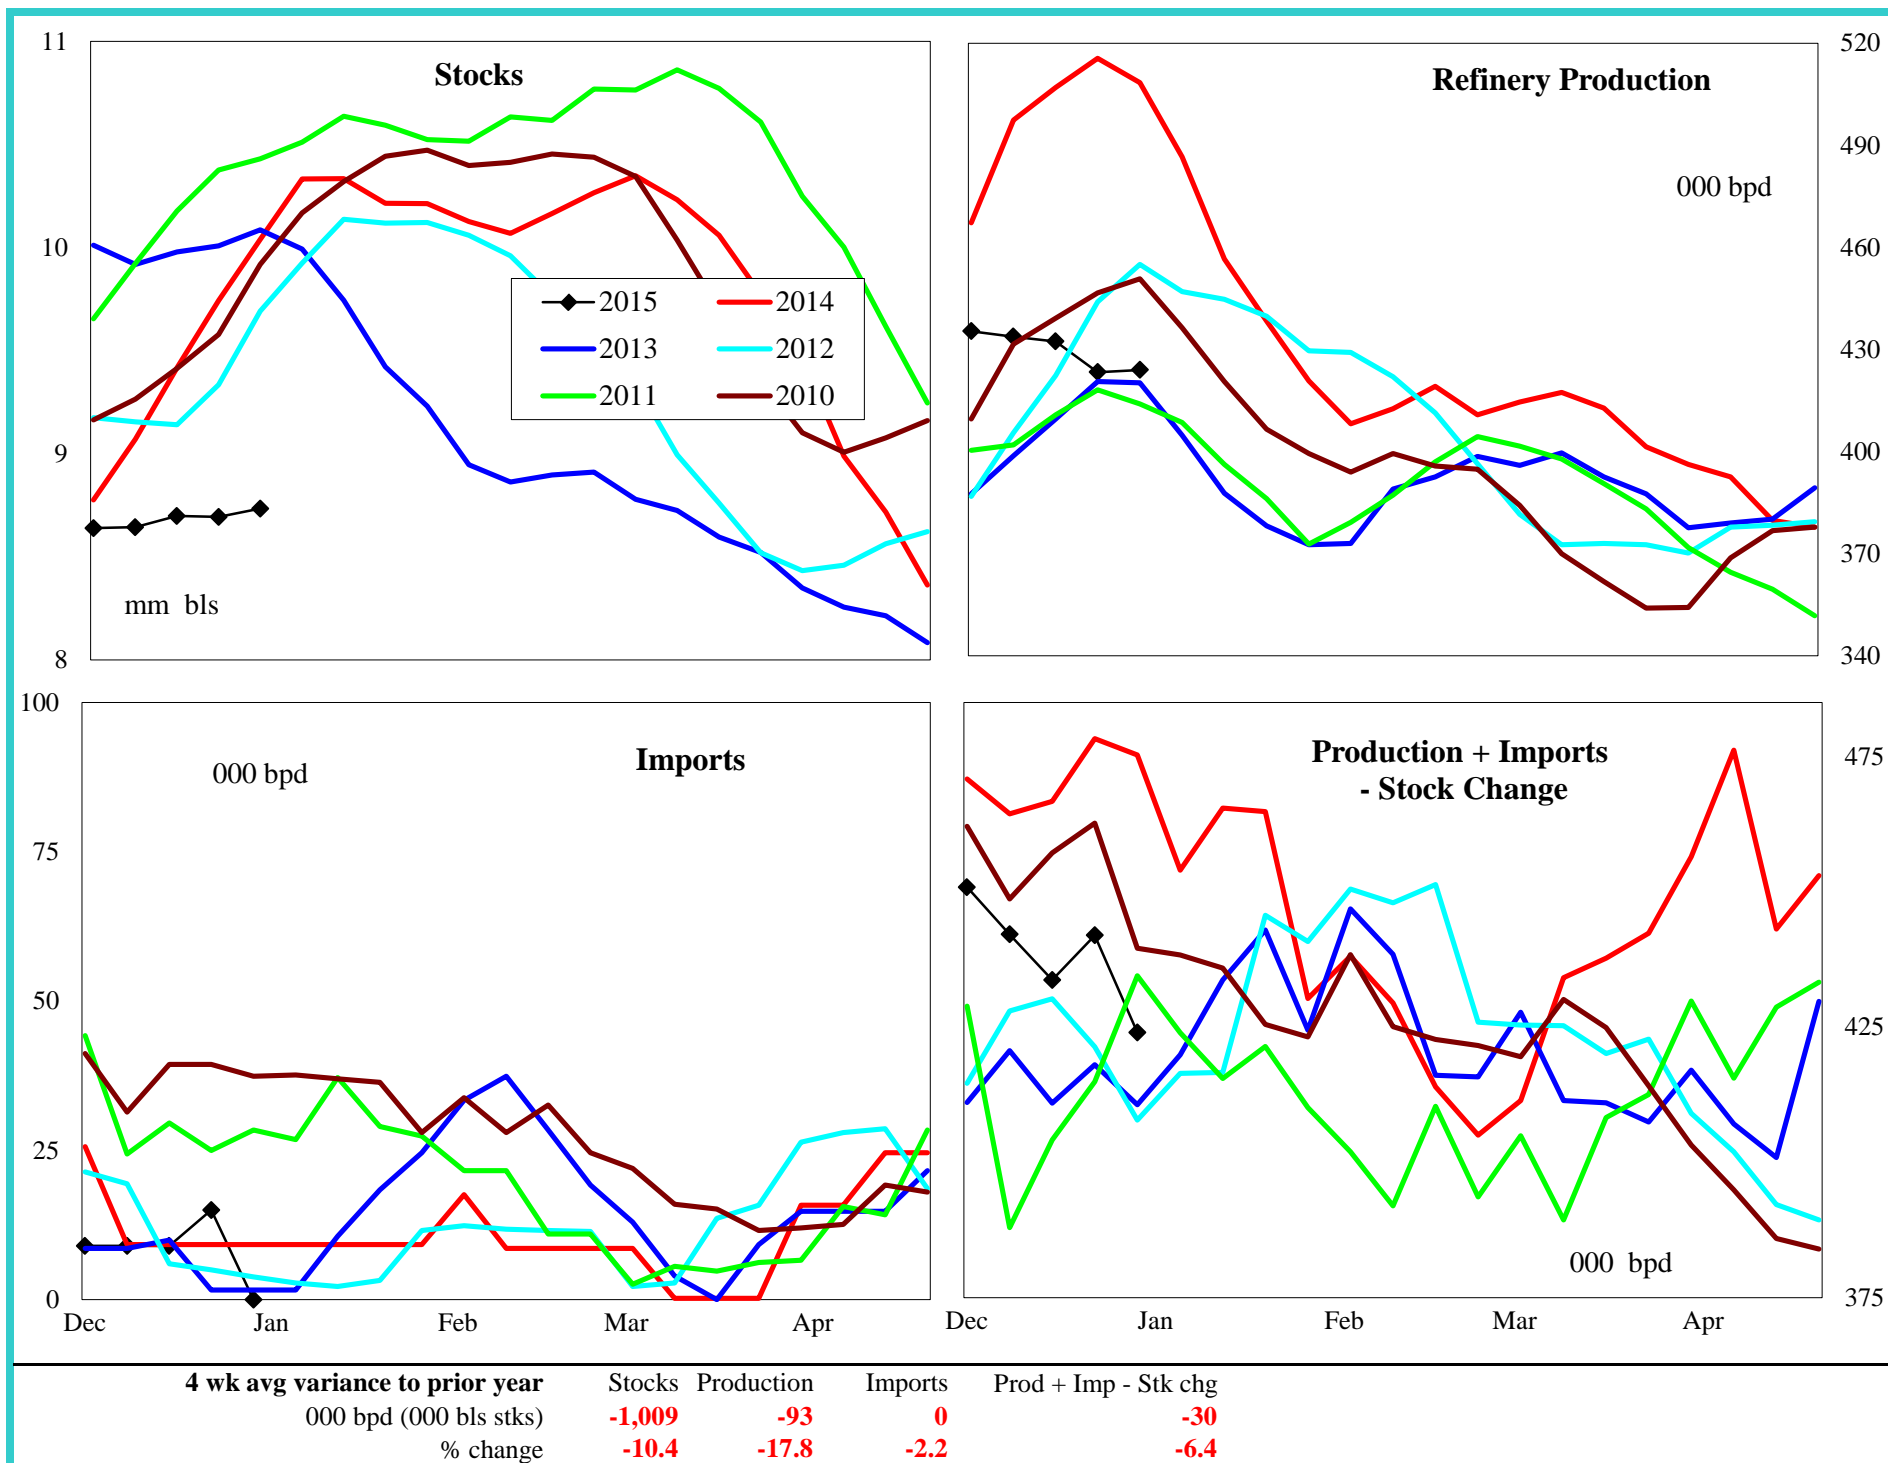 Stocks
11
10
9
8
mm bls
2015 2014
2013 2012
2011 2010
Refinery Production
000 bpd
520
490
460
430
400
370
340
Imports
000 bpd
100
75
50
25
0
Dec Jan Feb Mar Apr
Production + Imports
- Stock Change
475
425
375
000 bpd
Dec Jan Feb Mar Apr
4 wk avg variance to prior year Stocks Production Imports Prod + Imp - Stk chg
000 bpd (000 bls stks) -1,009 -93 0 -30
% change -10.4 -17.8 -2.2 -6.4